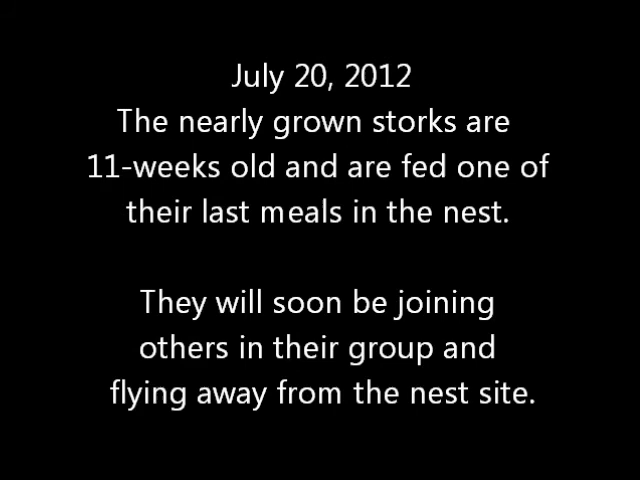 July 20, 2012
The nearly grown storks are
11-weeks old and are fed one of
their last meals in the nest.
They will soon be joining
others in their group and
flying away from the nest site.